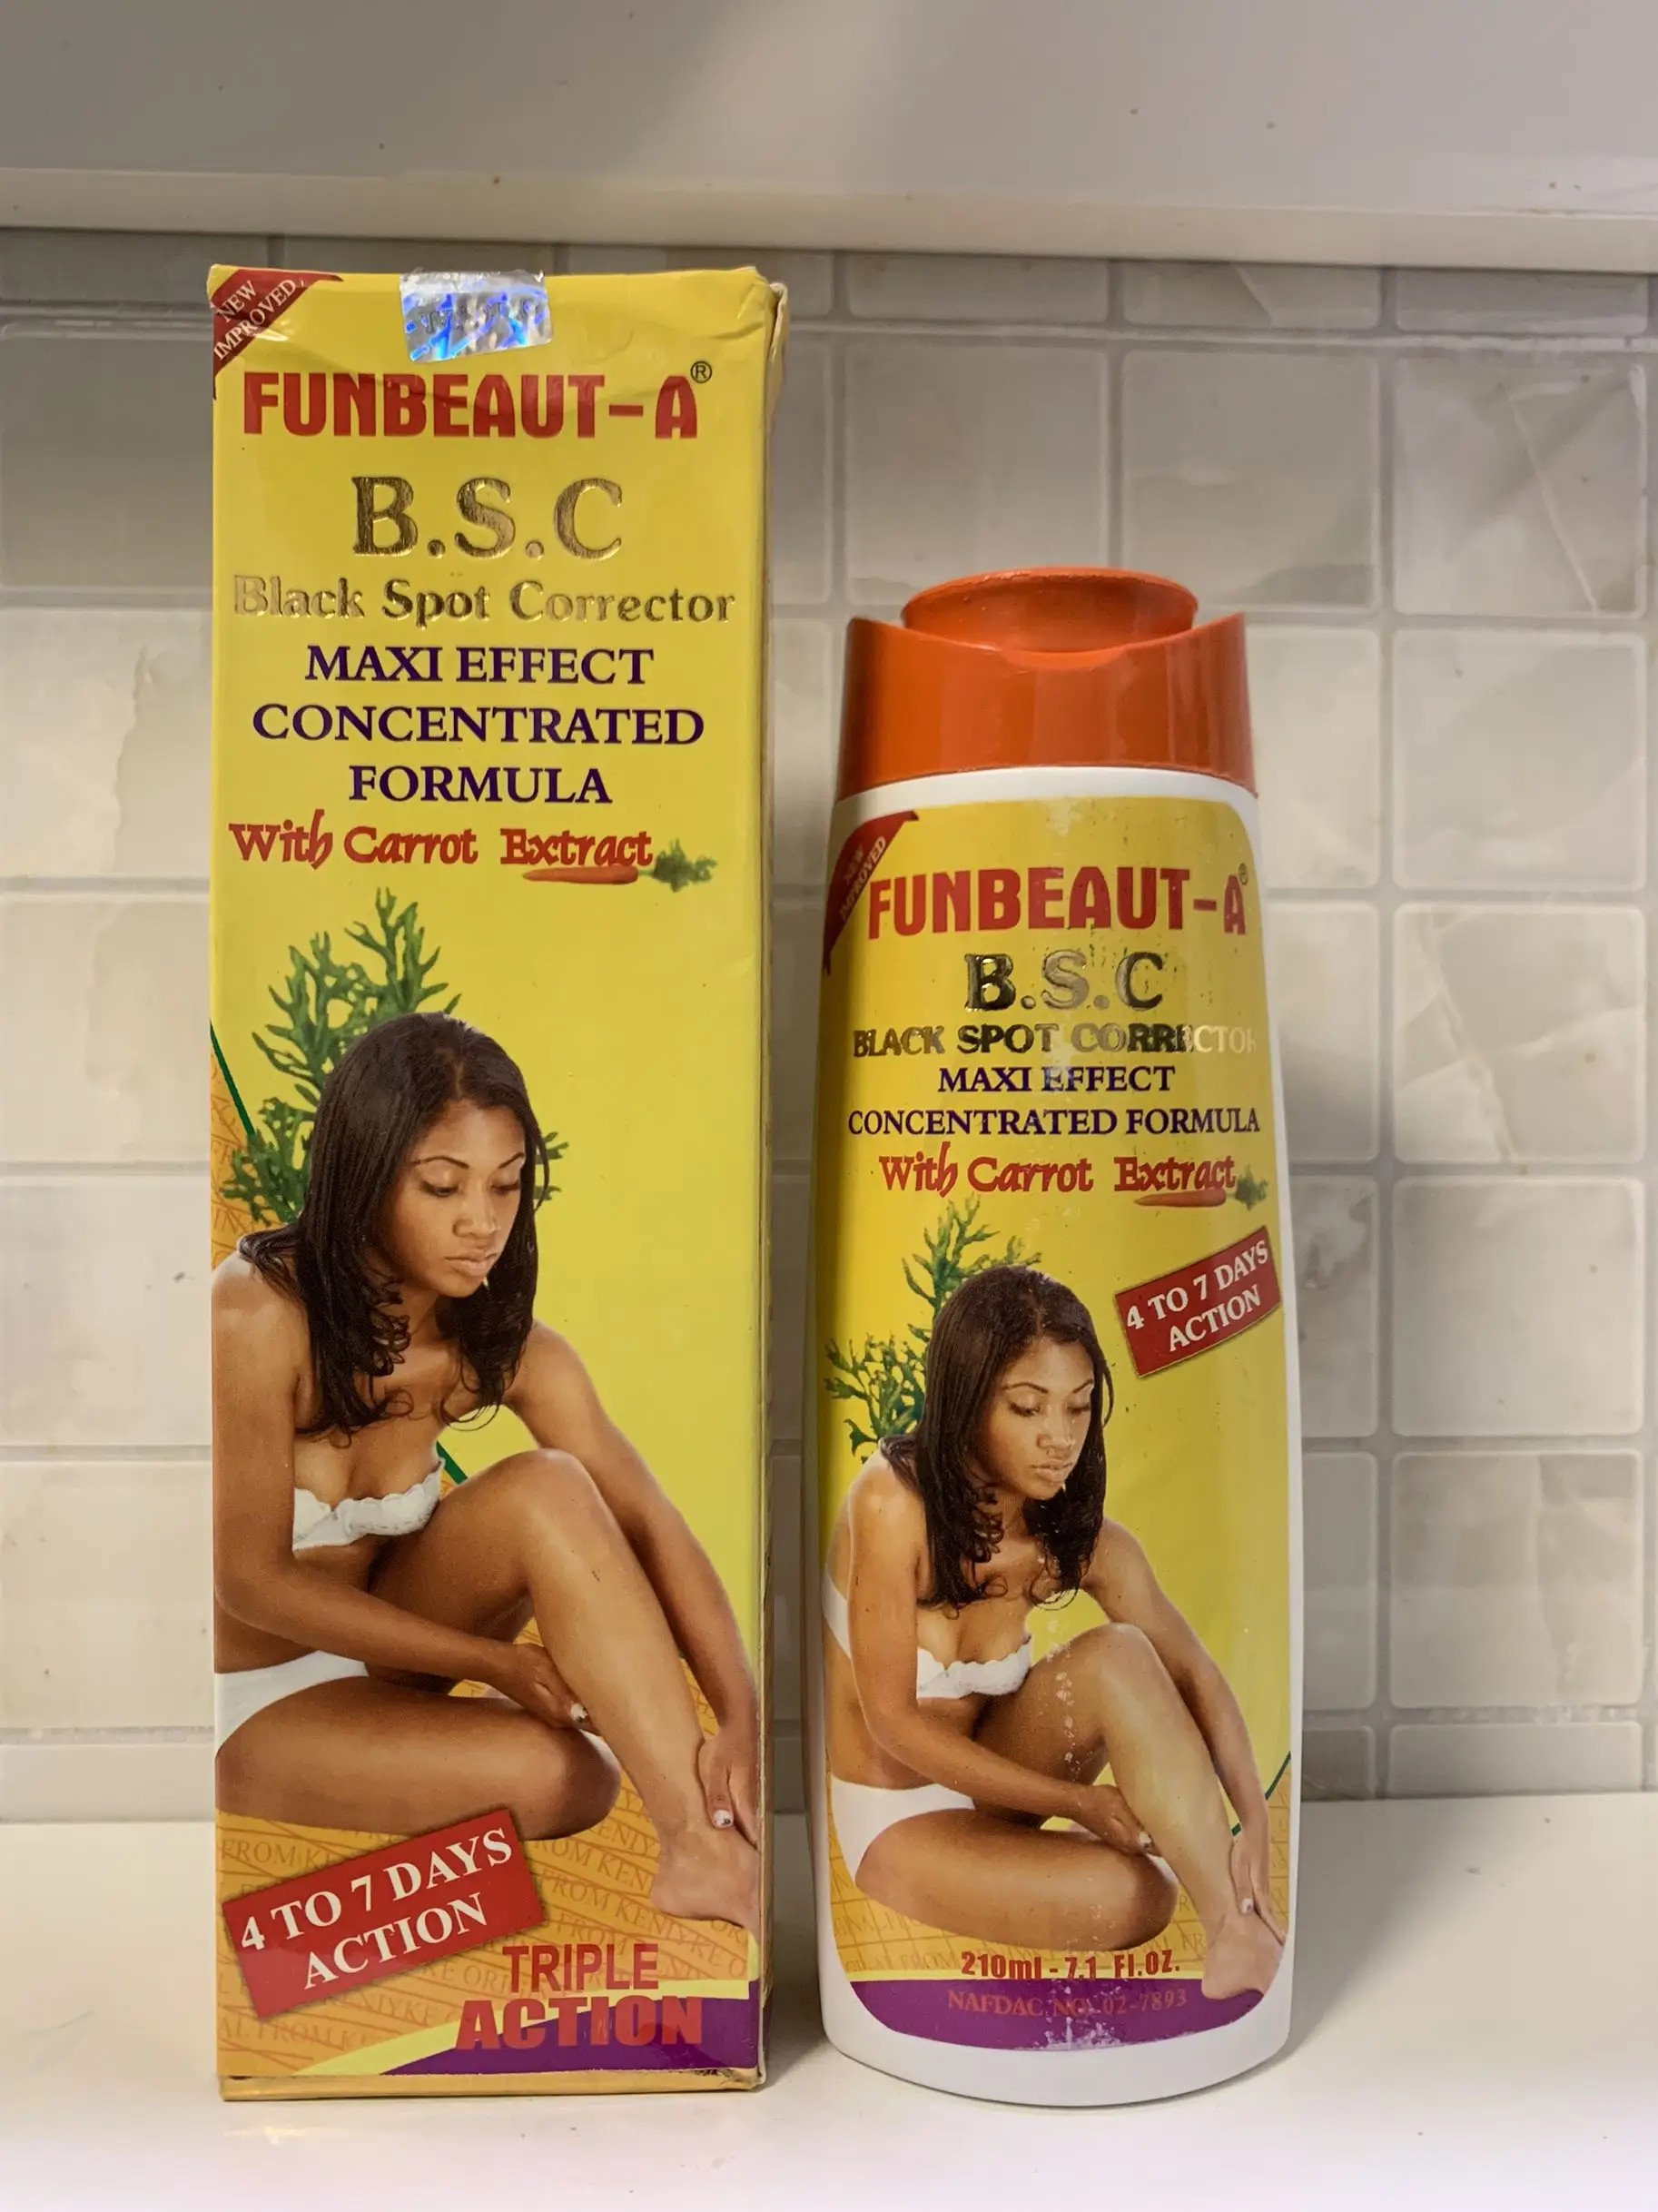 NEW
IMPROVED
FUNBEAUT-A®
B.S.C
Black Spot Corrector
MAXI EFFECT
CONCENTRATED
FORMULA
With Carrot Extract
4 TO 7 DAYS
ACTION
TRIPLE
ACTION
NEW
IMPROVED
FUNBEAUT-A®
B.S.C
BLACK SPOT CORRECTOR
MAXI EFFECT
CONCENTRATED FORMULA
With Carrot Extract
4 TO 7 DAYS
ACTION
210ml - 7.1 Fl.OZ.
NAFDAC NO: 02-7893